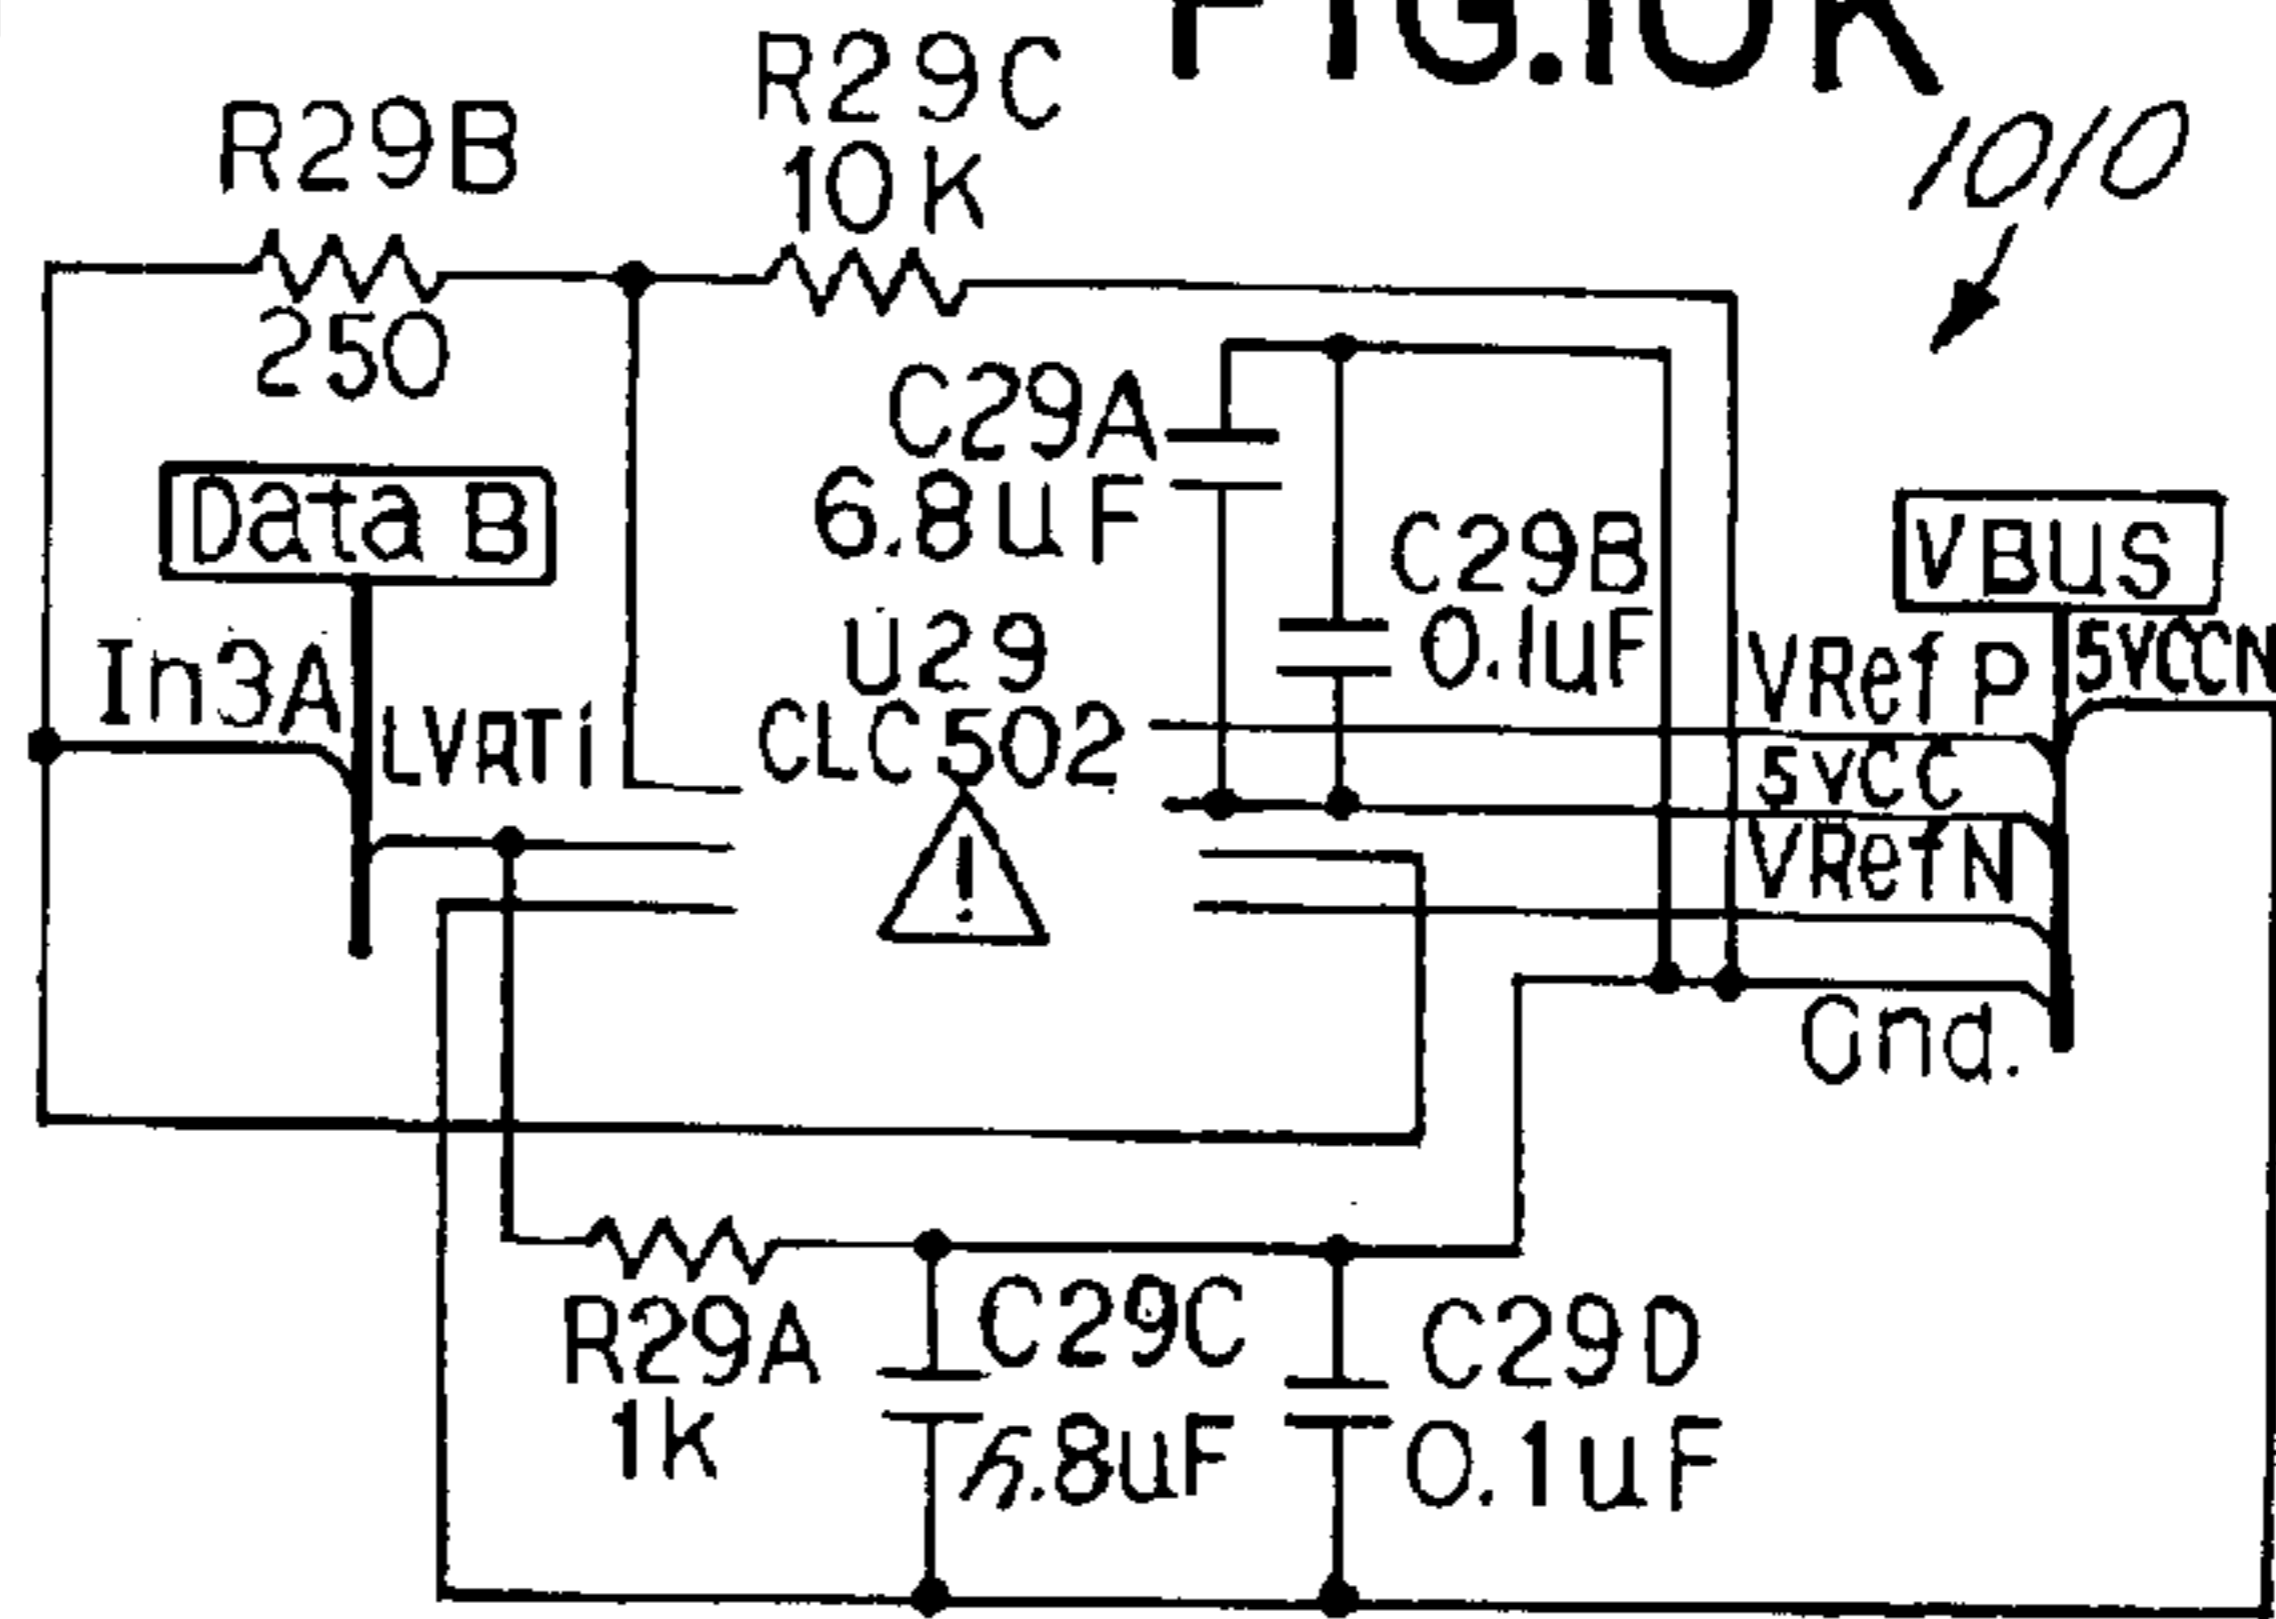 FIG.10K
R29C
10K
R29B
250
1010
C29A
6.8uF
Data B
C29B
0.1uF
VBUS
U29
CLC502
In3A
LVRTi
VRef P
5VCCN
5VCC
VRefN
Gnd.
R29A
1k
C29C
6.8uF
C29D
0.1uF